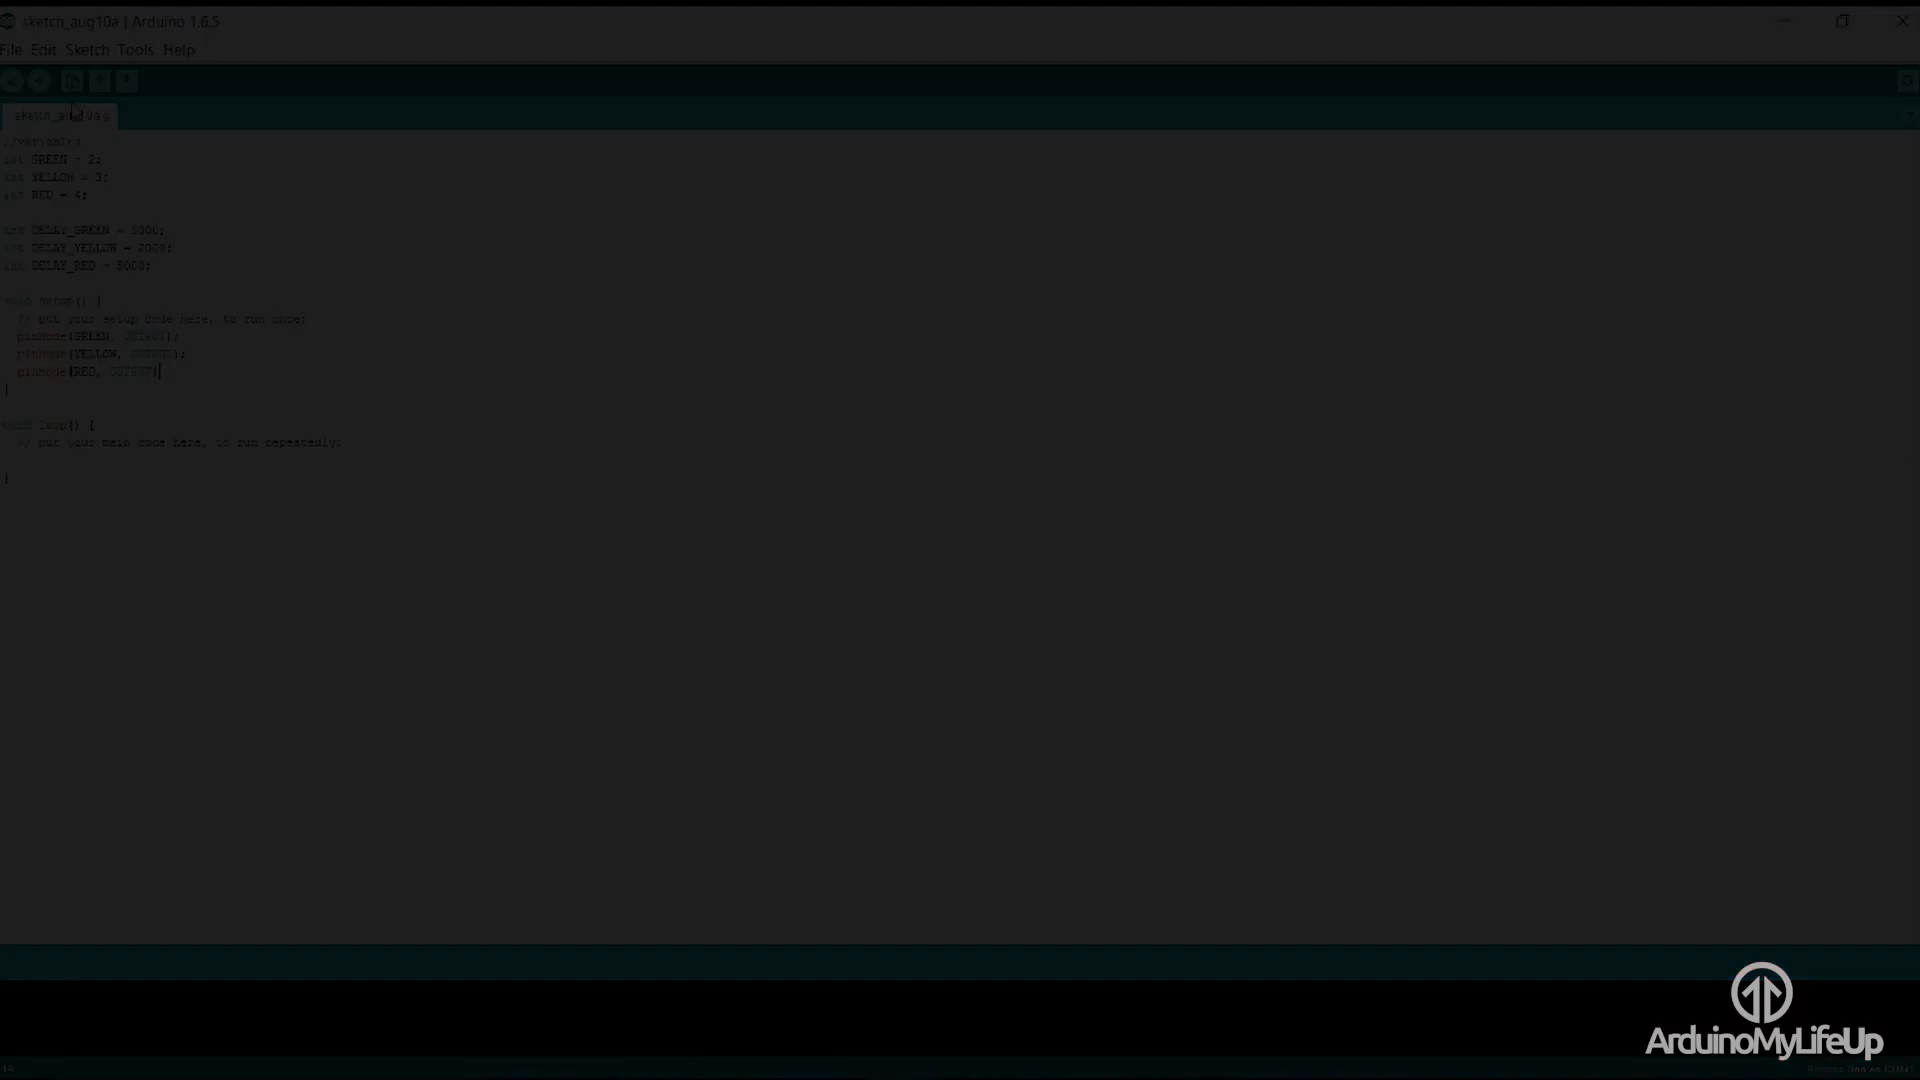 sketch_aug10a | Arduino 1.6.5
File Edit Sketch Tools Help
//variables
int GREEN = 2;
int YELLOW = 3;
int RED = 4;
int DELAY_GREEN = 5000;
int DELAY_YELLOW = 2000;
int DELAY_RED = 5000;
void setup() {
// put your setup code here, to run once:
pinMode(GREEN, OUTPUT);
pinMode(YELLOW, OUTPUT);
pinMode(RED, OUTPUT)
}
void loop() {
// put your main code here, to run repeatedly:
}
14
ArduinoMyLifeUp